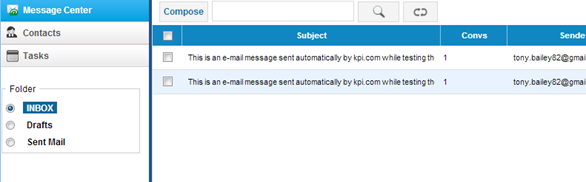 Message Center
Contacts
Tasks
Folder
INBOX
Drafts
Sent Mail
Compose
Subject Convs Sende
This is an e-mail message sent automatically by kpi.com while testing th 1 tony.bailey82@gmai
This is an e-mail message sent automatically by kpi.com while testing th 1 tony.bailey82@gmai